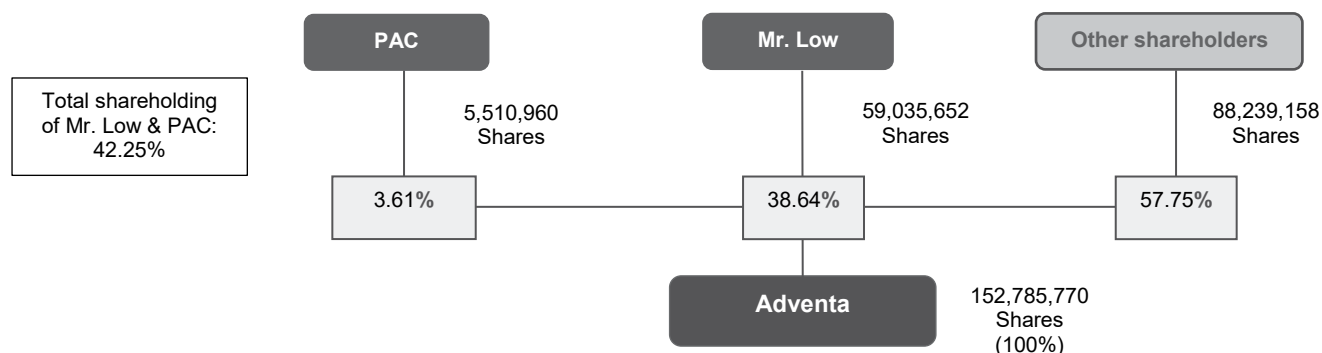 PAC
Mr. Low
Other shareholders
Total shareholding
of Mr. Low & PAC:
42.25%
5,510,960
Shares
59,035,652
Shares
88,239,158
Shares
3.61%
38.64%
57.75%
Adventa
152,785,770
Shares
(100%)